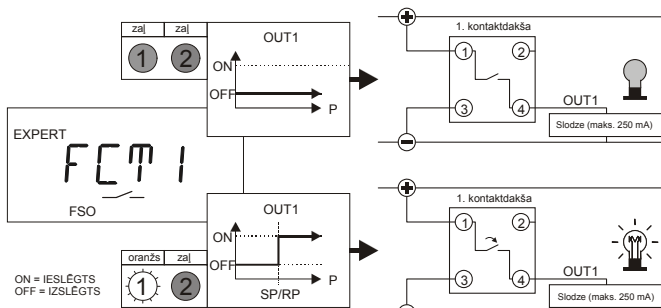 zaļ zaļ
1 2
OUT1
ON
OFF
P
1. kontaktdakša
1 2
3 4
OUT1
Slodze (maks. 250 mA)
EXPERT
FCT1
FSO
1. kontaktdakša
1 2
3 4
OUT1
Slodze (maks. 250 mA)
OUT1
ON
OFF
P
SP/RP
oranžs zaļ
1 2
ON = IESLĒGTS
OFF = IZSLĒGTS